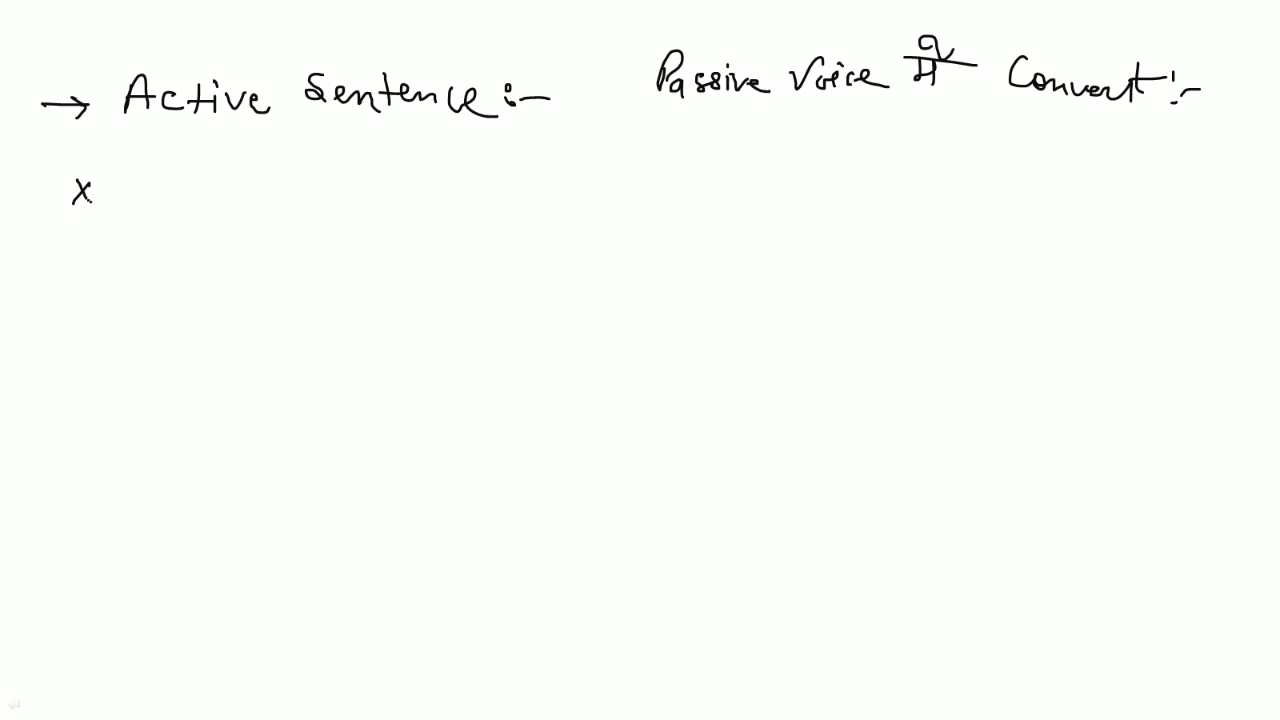 → Active Sentence :-
Passive Voice में Convert :-
x